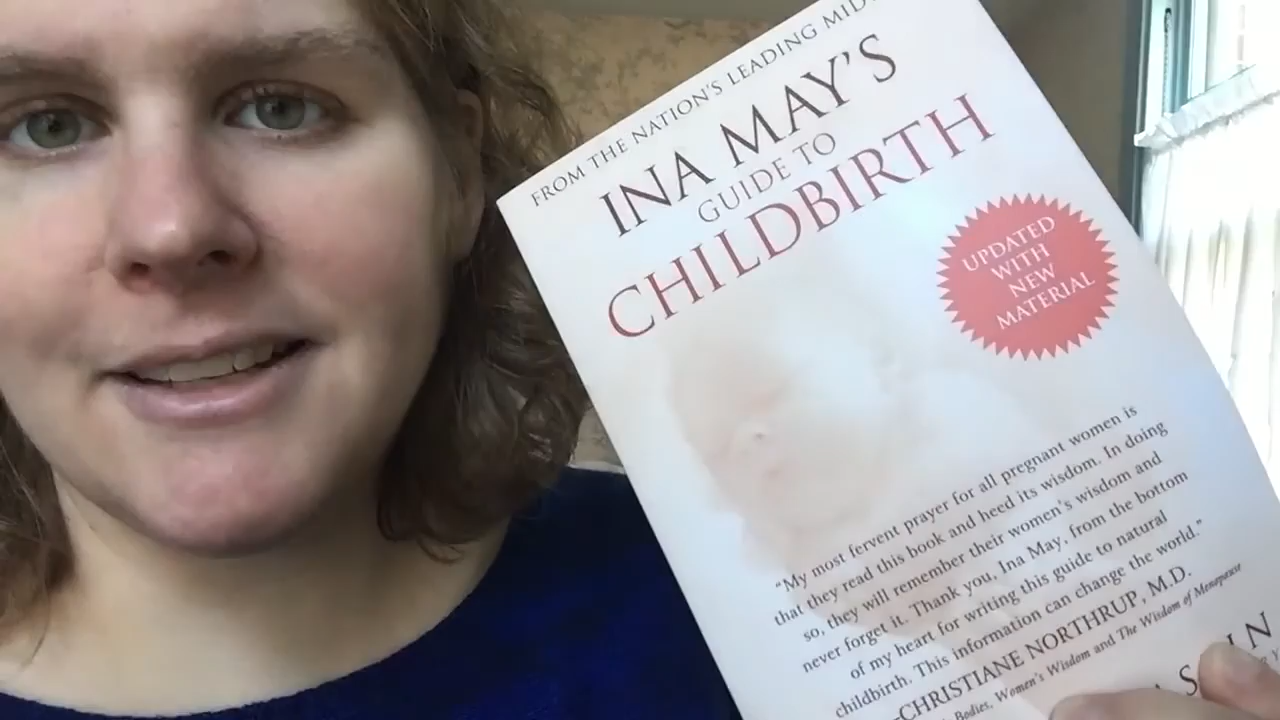 FROM THE NATION'S LEADING MID
INA MAY'S
GUIDE TO
CHILDBIRTH
UPDATED
WITH
NEW
MATERIAL
"My most fervent prayer for all pregnant women is
that they read this book and heed its wisdom. In doing
so, they will remember their women's wisdom and
never forget it. Thank you, Ina May, from the bottom
of my heart for writing this guide to natural
childbirth. This information can change the world."
—CHRISTIANE NORTHRUP, M.D.
Bodies, Women's Wisdom and The Wisdom of Menopause